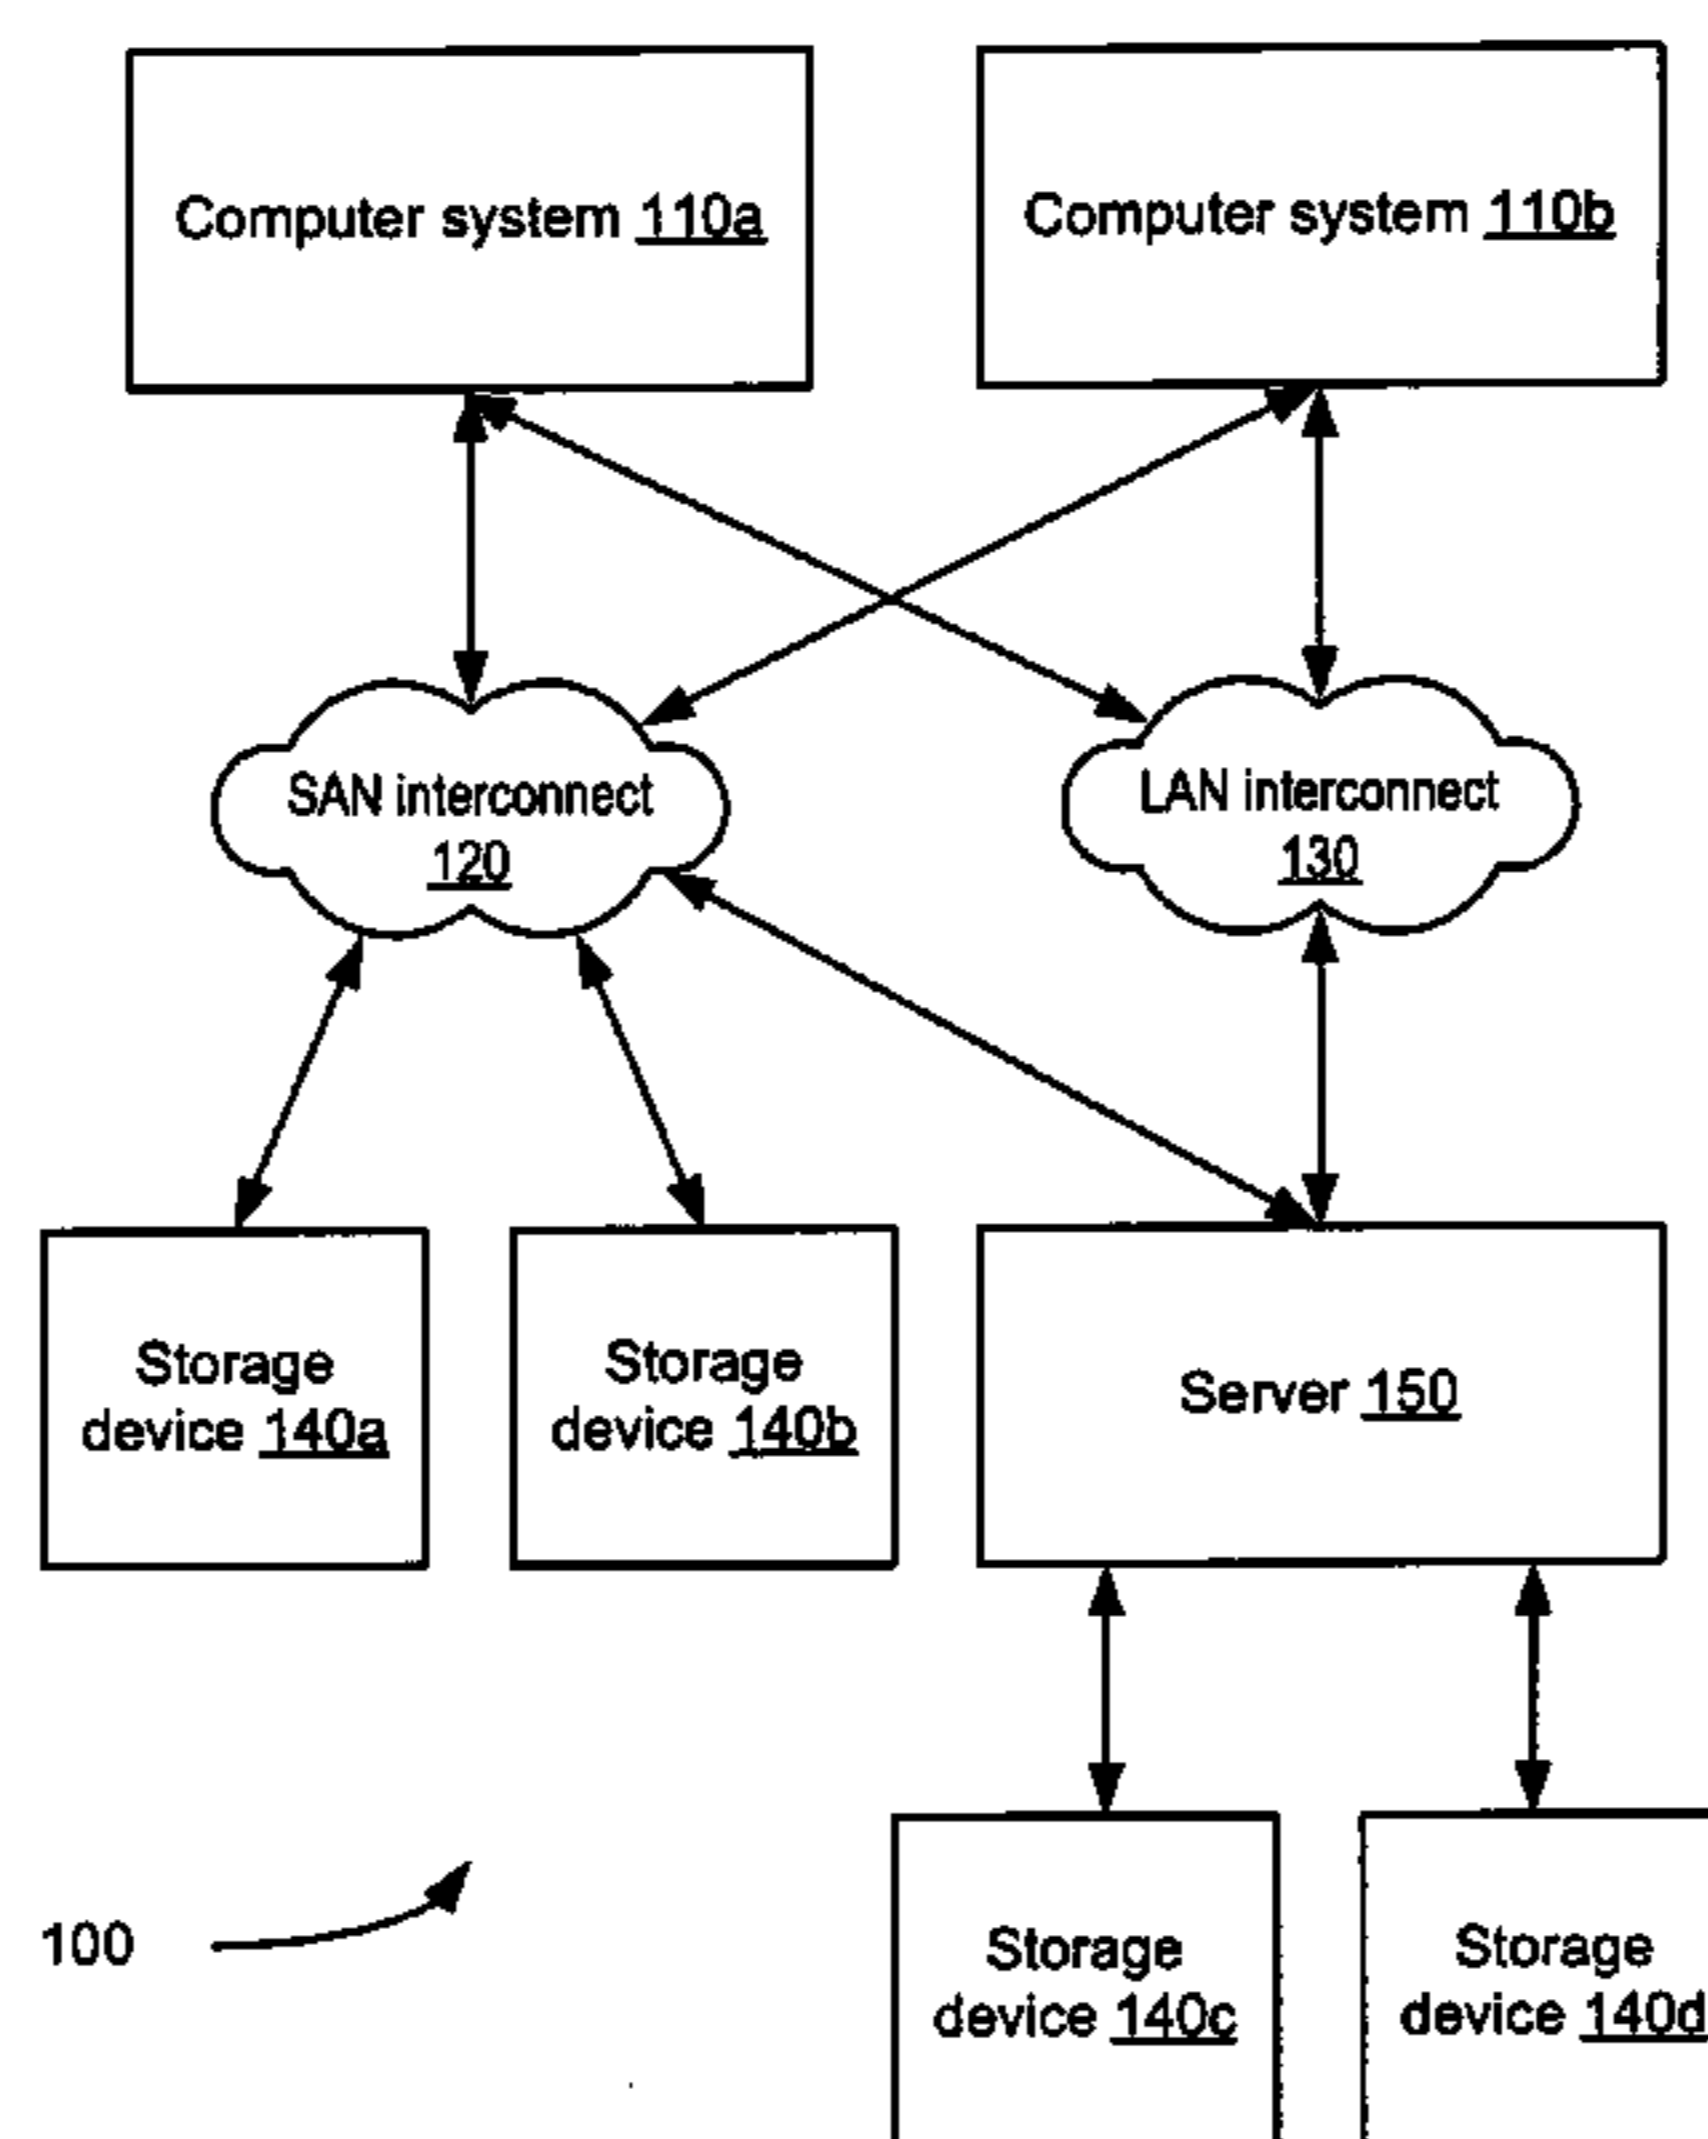 Computer system 110a
Computer system 110b
SAN interconnect
120
LAN interconnect
130
Storage
device 140a
Storage
device 140b
Server 150
100
Storage
device 140c
Storage
device 140d